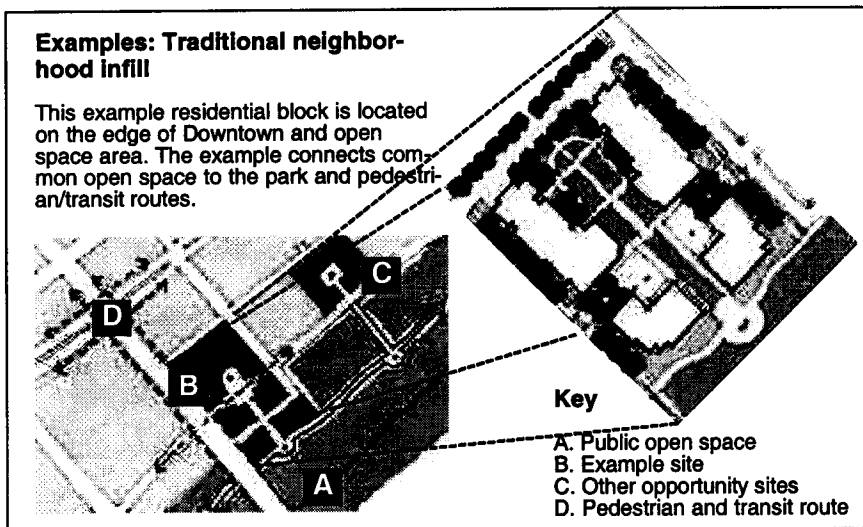 Examples: Traditional neighbor-
hood infill
This example residential block is located
on the edge of Downtown and open
space area. The example connects com-
mon open space to the park and pedestri-
an/transit routes.
C
D
B
A
Key
A. Public open space
B. Example site
C. Other opportunity sites
D. Pedestrian and transit route